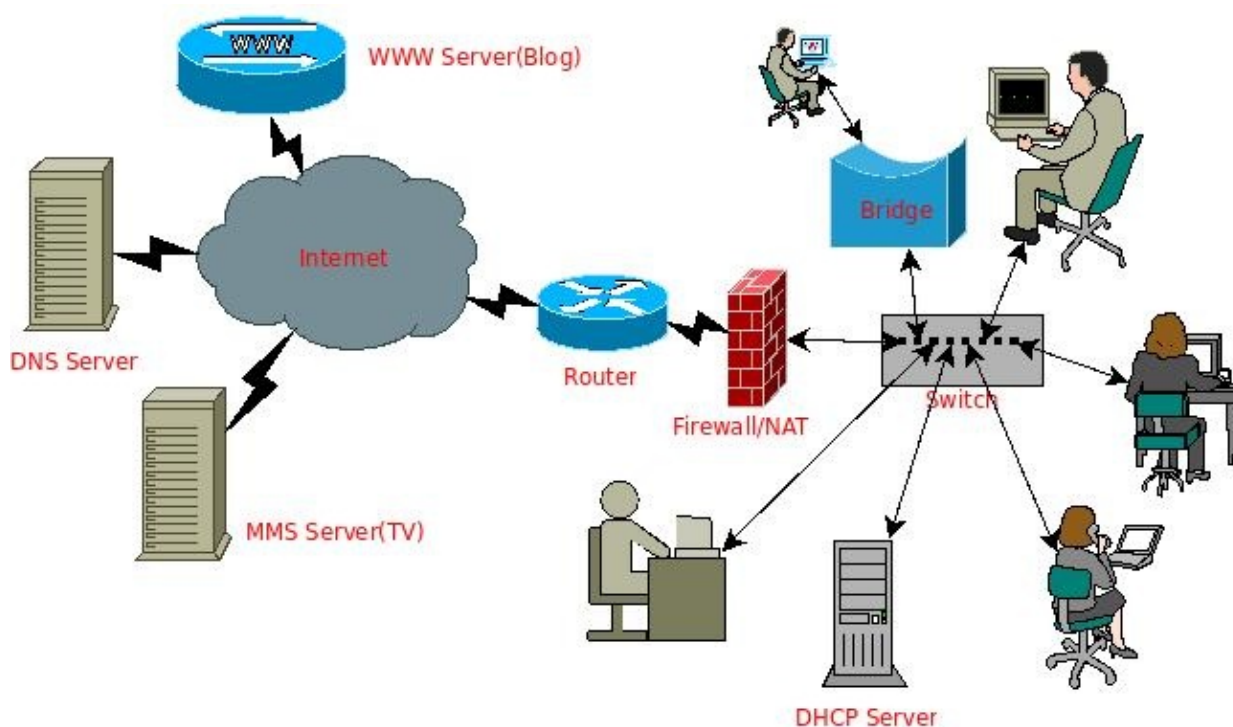 WWW
WWW Server(Blog)
Bridge
Internet
DNS Server
Router
Switch
Firewall/NAT
MMS Server(TV)
DHCP Server